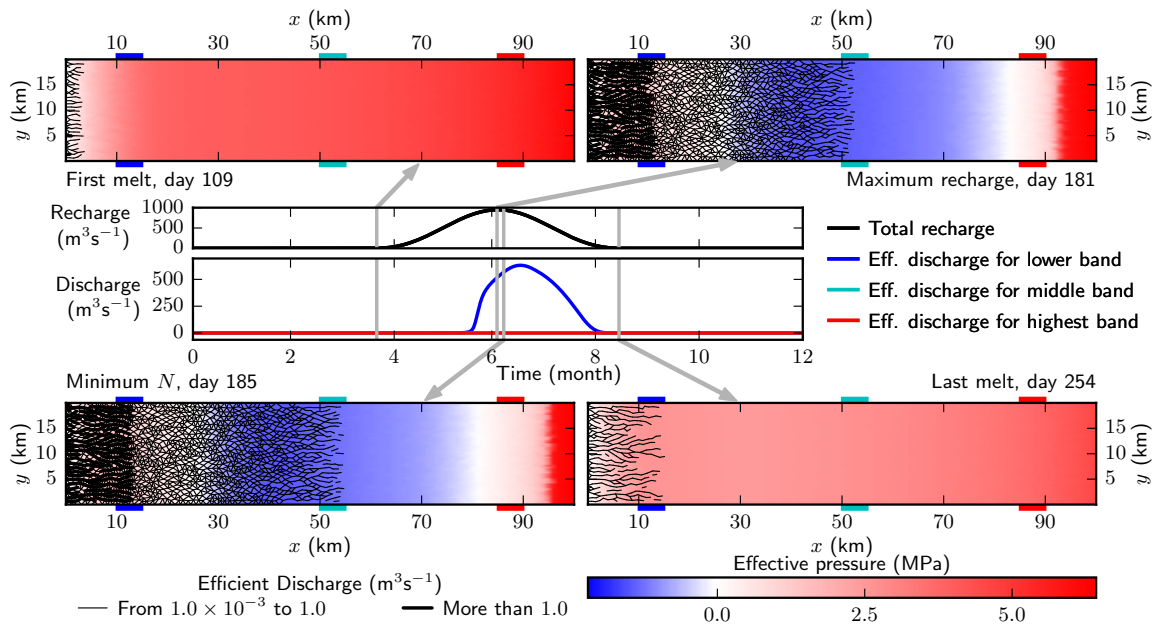 x (km)
x (km)
10 30 50 70 90
10 30 50 70 90
y (km)
15
10
5
15
10
5
y (km)
First melt, day 109
Maximum recharge, day 181
Recharge
(m³s⁻¹)
1000
500
0
Discharge
(m³s⁻¹)
500
250
0
0 2 4 6 8 10 12
Time (month)
Total recharge
Eff. discharge for lower band
Eff. discharge for middle band
Eff. discharge for highest band
Minimum N, day 185
Last melt, day 254
y (km)
15
10
5
15
10
5
y (km)
10 30 50 70 90
10 30 50 70 90
x (km)
x (km)
Efficient Discharge (m³s⁻¹)
From 1.0 × 10⁻³ to 1.0
More than 1.0
Effective pressure (MPa)
0.0 2.5 5.0